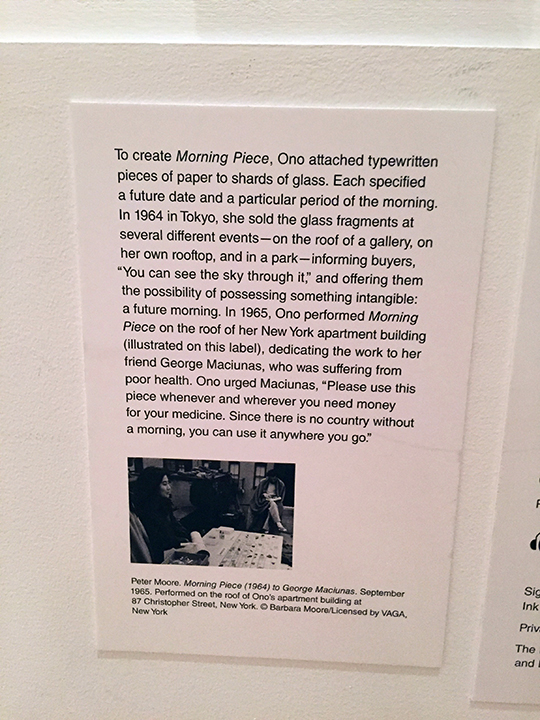 To create Morning Piece, Ono attached typewritten
pieces of paper to shards of glass. Each specified
a future date and a particular period of the morning.
In 1964 in Tokyo, she sold the glass fragments at
several different events—on the roof of a gallery, on
her own rooftop, and in a park—informing buyers,
“You can see the sky through it,” and offering them
the possibility of possessing something intangible:
a future morning. In 1965, Ono performed Morning
Piece on the roof of her New York apartment building
(illustrated on this label), dedicating the work to her
friend George Maciunas, who was suffering from
poor health. Ono urged Maciunas, “Please use this
piece whenever and wherever you need money
for your medicine. Since there is no country without
a morning, you can use it anywhere you go.”
Peter Moore. Morning Piece (1964) to George Maciunas. September
1965. Performed on the roof of Ono's apartment building at
87 Christopher Street, New York. © Barbara Moore/Licensed by VAGA,
New York
Ink
The
and